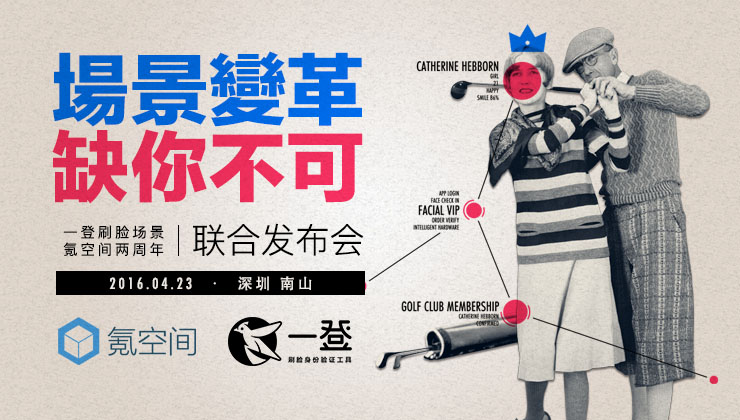 場景變革
缺你不可
一登刷脸场景
氪空间两周年
联合发布会
2016.04.23 · 深圳 南山
氪空间
一登
刷脸身份验证工具
CATHERINE HEBBORN
GIRL
21
HAPPY
SMILE 86%
APP LOGIN
FACE CHECK IN
FACIAL VIP
ORDER VERIFY
INTELLIGENT HARDWARE
GOLF CLUB MEMBERSHIP
CATHERINE HEBBORN
CONFIRMED